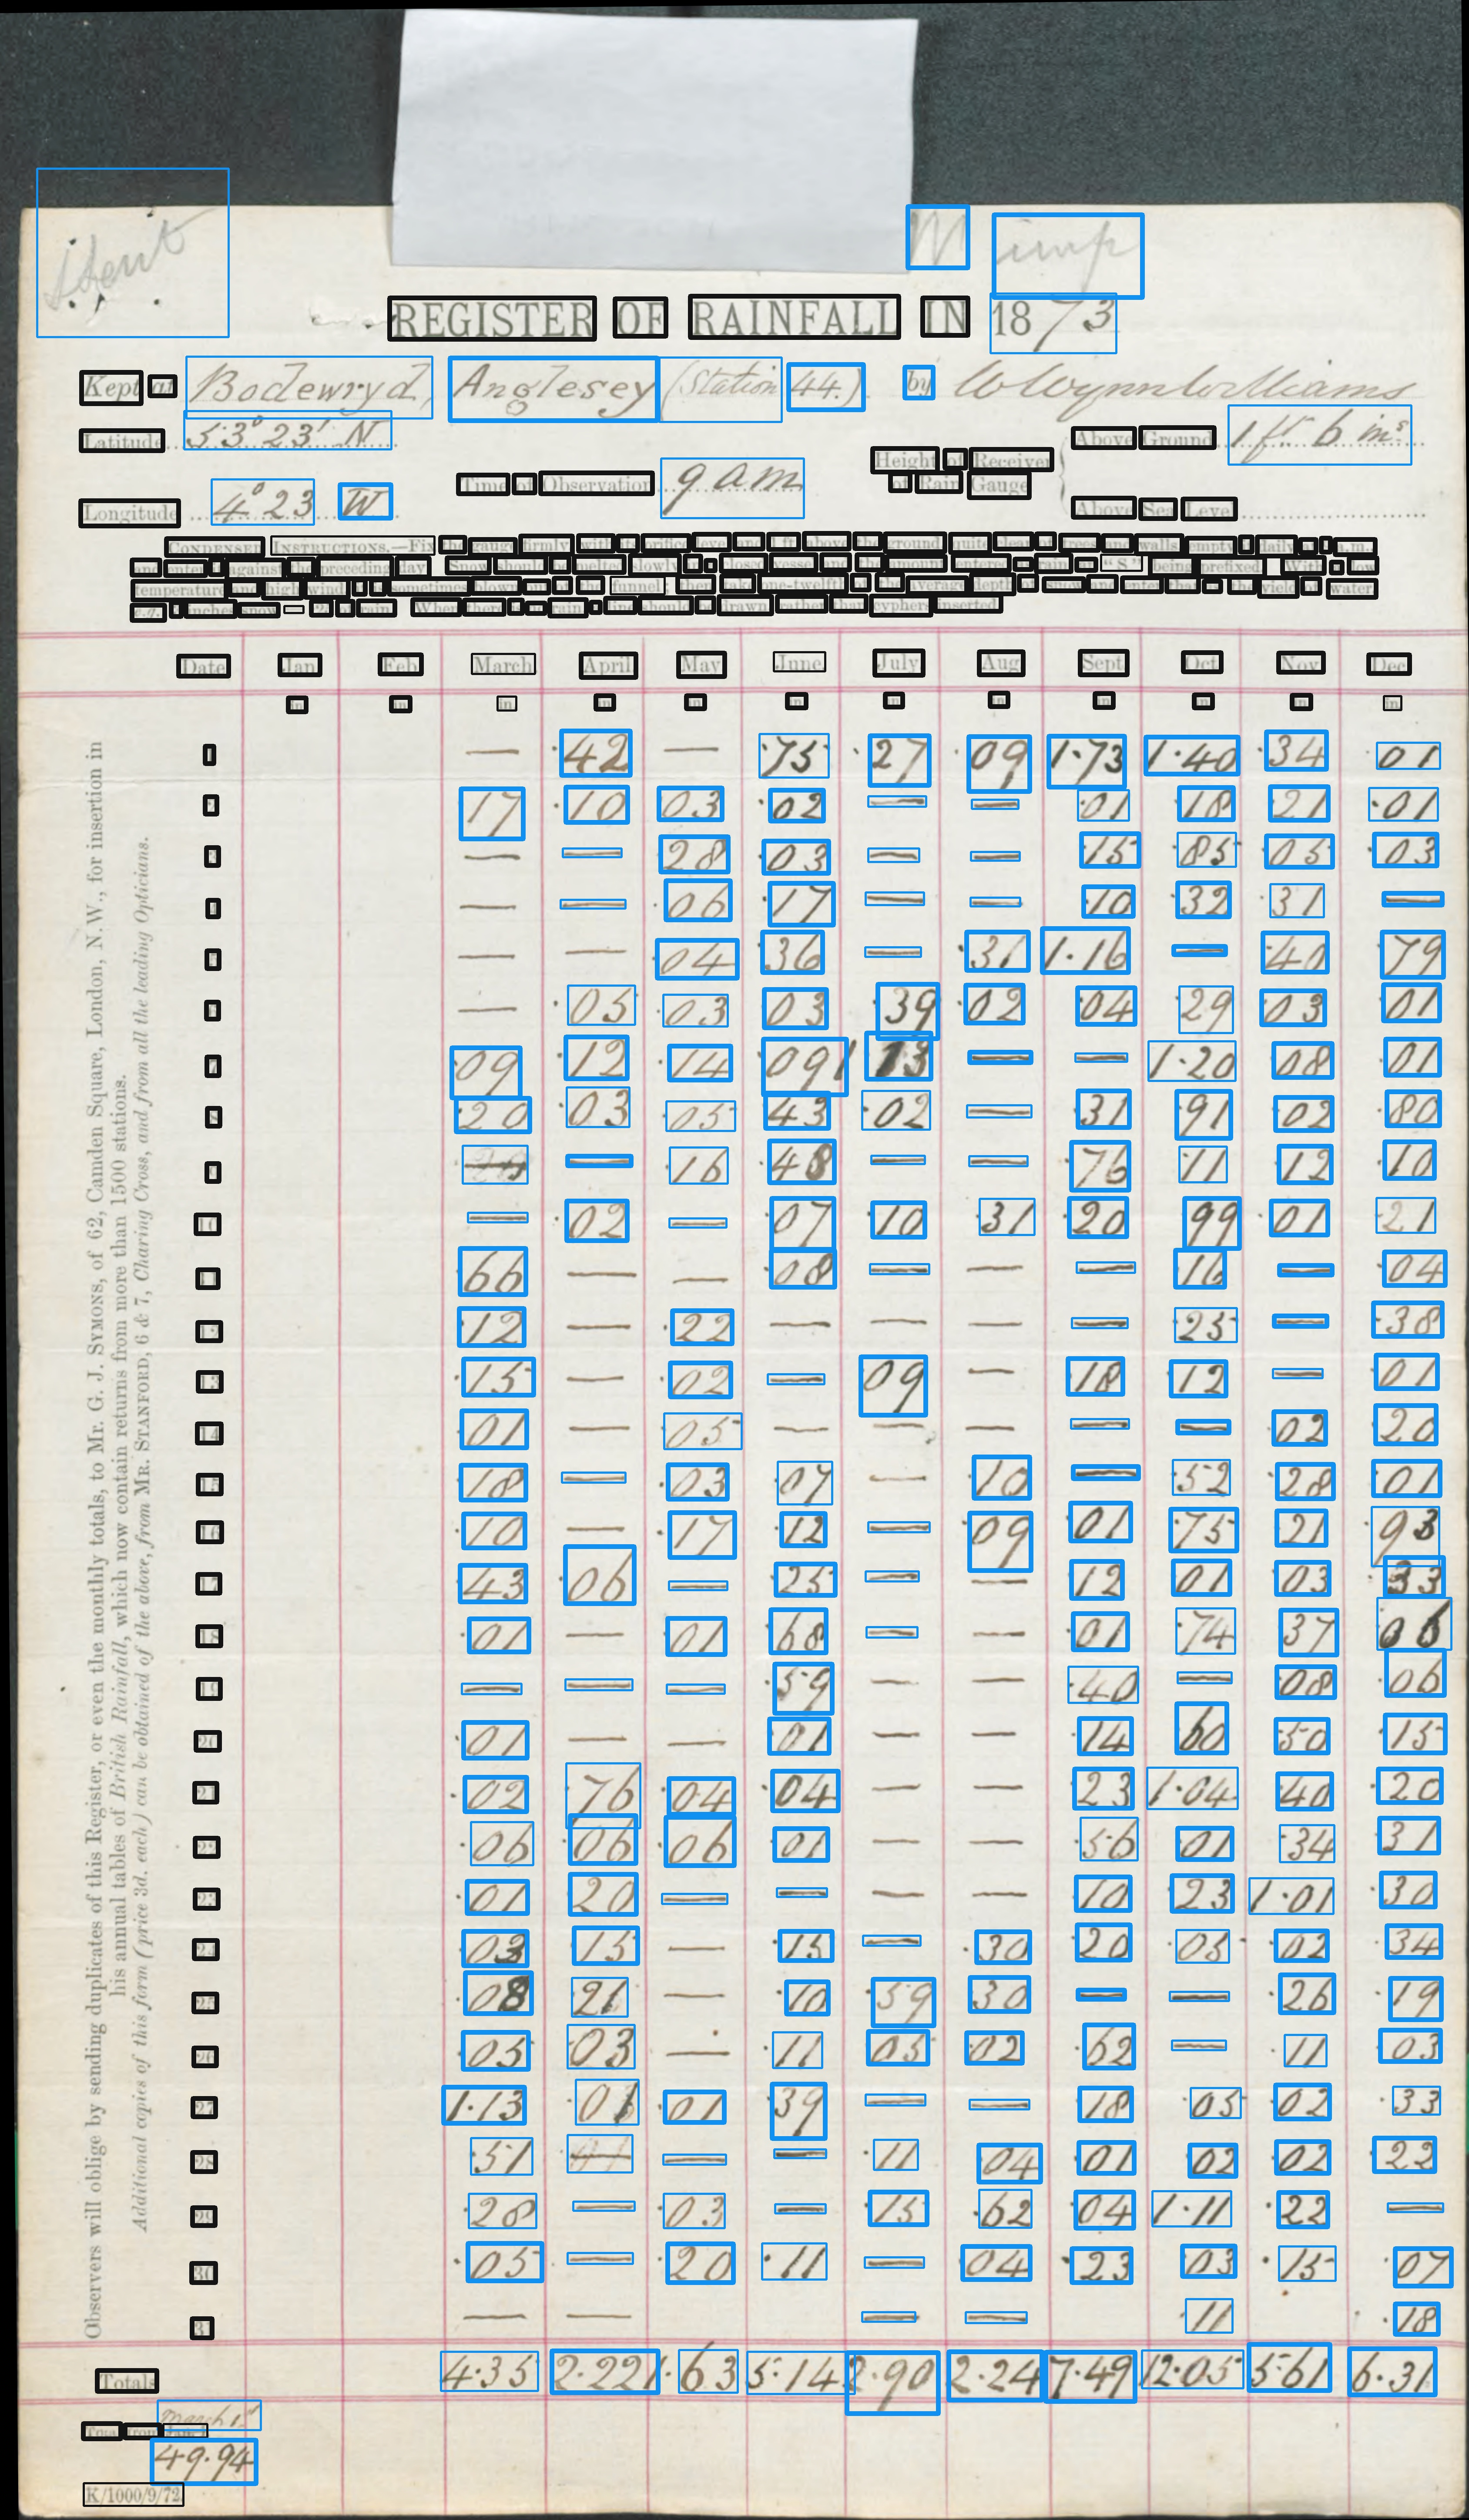 Sent
M imp
REGISTER OF RAINFALL IN 1873
Kept at Bodewryd, Anglesey (Station 44.) by W Wynn Williams
Latitude 53° 23' N
Above Ground 1 ft 6 ins
Height of Receiver
Time of Observation 9 am
of Rain Gauge
Longitude 4° 23 W
Above Sea Level
CONDENSED INSTRUCTIONS.—Fix the gauge firmly with its orifice level and 1 ft. above the ground quite clear of trees and walls, empty it daily at 9 a.m.
and enter it against the preceding day. Snow should be melted slowly in a closed vessel and the amount entered as rain, an "S" being prefixed. With a low
temperature and high wind it is sometimes blown out of the funnel; then take one-twelfth of the average depth of snow and enter that as the yield of water
e.g. 3 inches snow = ·25 of rain. When there is no rain a line should be drawn rather than cyphers inserted
Date Jan Feb March April May June July Aug Sept Oct Nov Dec
in in in in in in in in in in in in
1 — ·42 — ·75 ·27 ·09 1·73 1·40 ·34 ·01
2 17 ·10 03 ·02 — — ·01 ·18 ·21 ·01
3 — — ·28 ·03 — — ·15 ·85 ·05 ·03
4 — — ·06 ·17 — — ·10 ·32 ·31 —
5 — — ·04 ·36 — ·31 1·16 — ·40 79
6 — ·05 ·03 ·03 ·39 ·02 ·04 ·29 ·03 ·01
7 ·09 ·12 ·14 ·091 ·13 — — 1·20 ·08 ·01
8 ·20 ·03 ·05 ·43 ·02 — ·31 ·91 ·02 ·80
9 — ·16 ·48 — — ·76 ·11 ·12 ·10
10 — ·02 — ·07 ·10 ·31 ·20 ·99 ·01 ·21
11 66 — — ·08 — — — ·16 — ·04
12 ·12 — ·22 — — — — ·25 — ·38
13 ·15 — ·02 — ·09 — ·18 ·12 — ·01
14 ·01 — ·05 — — — — — ·02 ·20
15 ·18 — ·03 ·07 — ·10 — ·52 ·28 ·01
16 ·10 — ·17 ·12 — ·09 ·01 ·75 ·21 ·93
17 ·43 ·06 — ·25 — — ·12 ·01 ·03 ·33
18 ·01 — ·01 ·68 — — ·01 ·74 ·37
19 — — — ·59 — — ·40 — ·08 ·06
20 ·01 — — ·01 — — ·14 60 ·50 ·15
21 ·02 ·76 ·04 ·04 — — ·23 1·04 ·40 ·20
22 ·06 ·06 ·06 ·01 — — ·56 ·01 ·34 ·31
23 ·01 ·20 — — — — ·10 ·23 1·01 ·30
24 ·03 ·15 — ·15 — ·30 ·20 ·05 ·02 ·34
25 ·08 ·21 — ·10 ·59 ·30 — — ·26 ·19
26 ·05 ·03 — ·11 ·05 ·02 ·62 — ·11 ·03
27 1·13 ·01 ·01 ·39 — — ·18 ·05 ·02 ·33
28 ·51 — — ·11 ·04 ·01 ·02 ·02 ·22
29 ·28 — ·03 — ·15 ·62 ·04 1·11 ·22 —
30 ·05 — ·20 ·11 — ·04 ·23 ·03 ·15 ·07
31 — — — — ·11 ·18
Totals 4·35 2·22 1·63 5·14 2·90 2·24 7·49 12·05 5·61 6·31
March 1st
Total from Jan. 1
49·94
K/1000/9/72
Observers will oblige by sending duplicates of this Register, or even the monthly totals, to Mr. G. J. SYMONS, of 62, Camden Square, London, N.W., for insertion in
his annual tables of British Rainfall, which now contain returns from more than 1500 stations.
Additional copies of this form (price 3d. each) can be obtained of the above, from MR. STANFORD, 6 & 7, Charing Cross, and from all the leading Opticians.